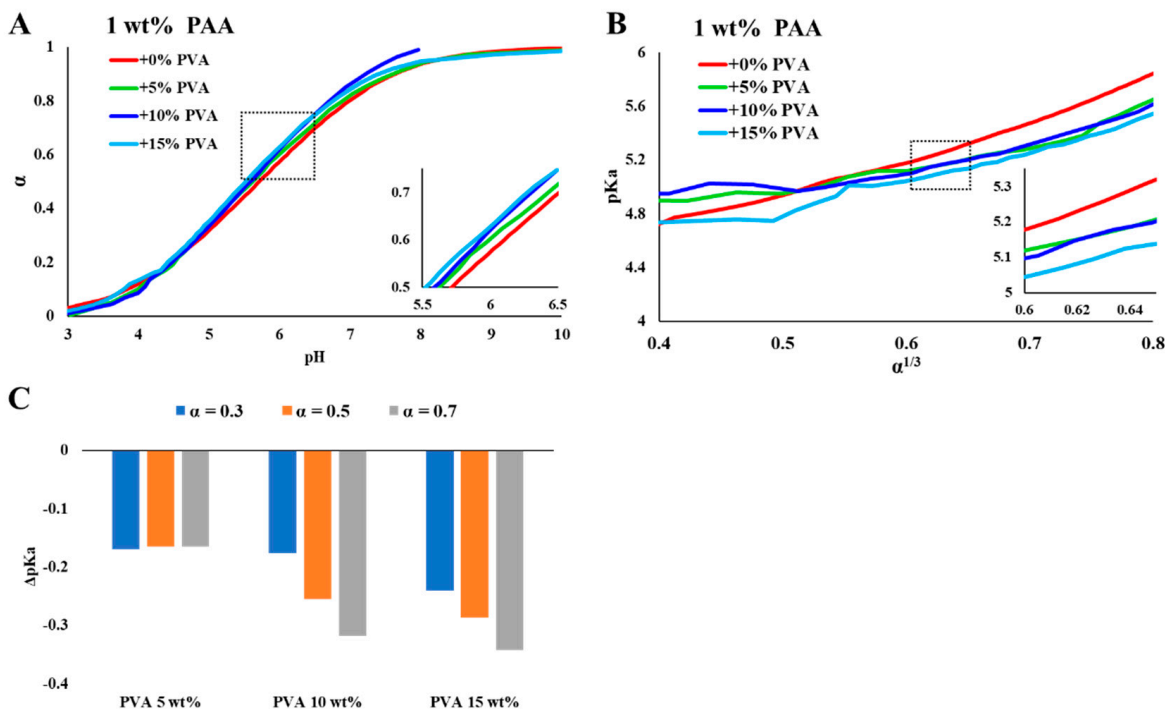 A
1 wt% PAA
+0% PVA
+5% PVA
+10% PVA
+15% PVA
1
0.8
0.6
0.4
0.2
0
α
3 4 5 6 7 8 9 10
pH
0.7
0.6
0.5
5.5 6 6.5
B
1 wt% PAA
+0% PVA
+5% PVA
+10% PVA
+15% PVA
6
5.6
5.2
4.8
4.4
4
pKa
0.4 0.5 0.6 0.7 0.8
α1/3
5.3
5.2
5.1
5
0.6 0.62 0.64
C
α = 0.3 α = 0.5 α = 0.7
0
-0.1
-0.2
-0.3
-0.4
ΔpKa
PVA 5 wt% PVA 10 wt% PVA 15 wt%